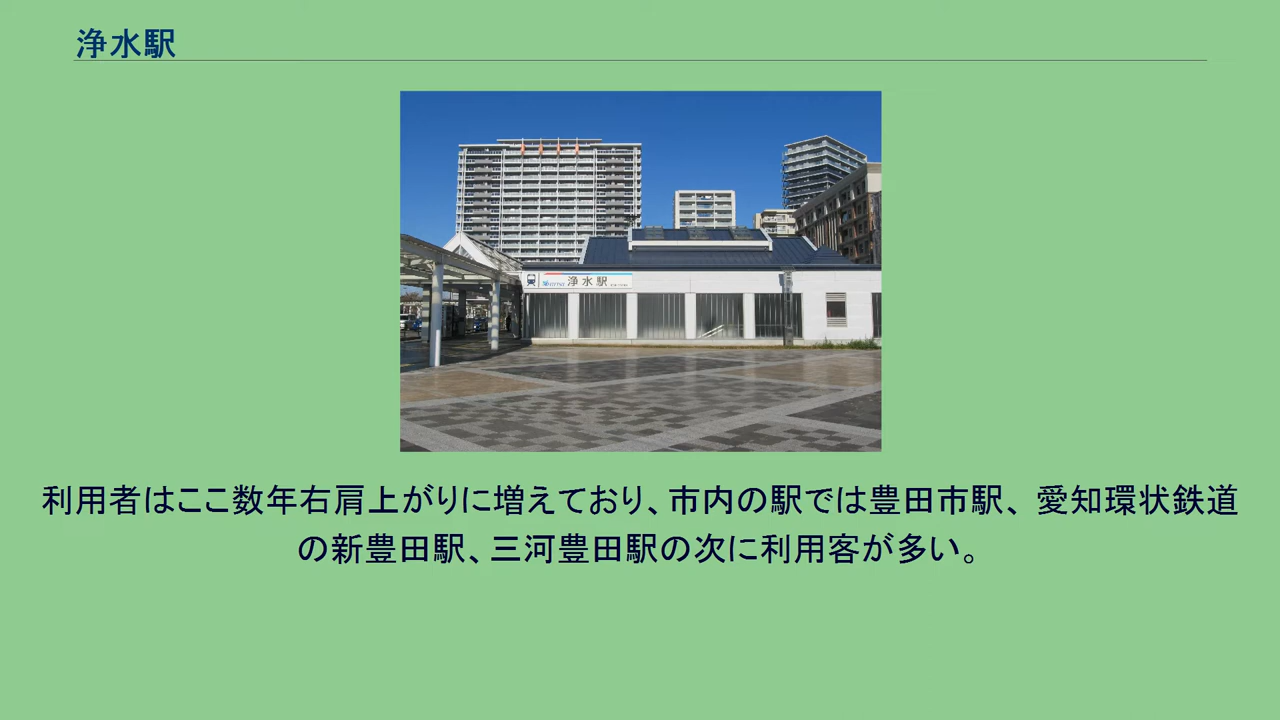 浄水駅
浄水駅
利用者はここ数年右肩上がりに増えており、市内の駅では豊田市駅、愛知環状鉄道
の新豊田駅、三河豊田駅の次に利用客が多い。